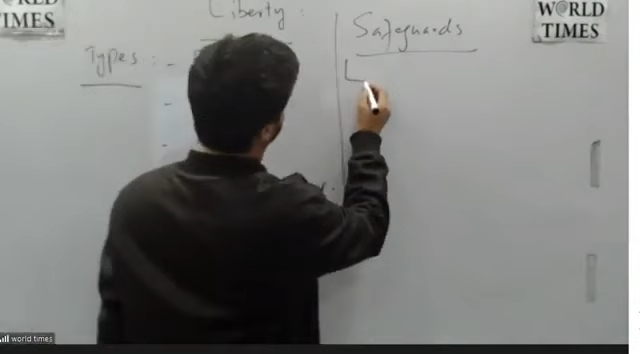 Liberty :
Safeguards
Types : -
-
-
WORLD
TIMES
W RLD
TIMES
world times